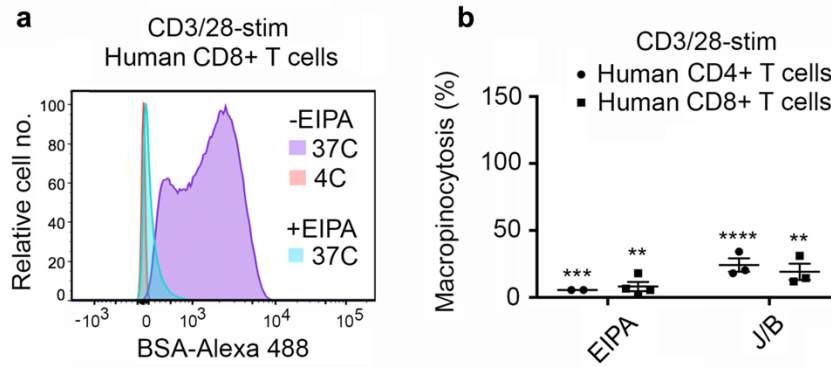 a
CD3/28-stim
Human CD8+ T cells
Relative cell no.
100
80
60
40
20
0
-EIPA
37C
4C
+EIPA
37C
-10³
0
10³
10⁴
10⁵
BSA-Alexa 488
b
CD3/28-stim
Human CD4+ T cells
Human CD8+ T cells
Macropinocytosis (%)
150
100
50
0
***
**
****
**
EIPA
J/B